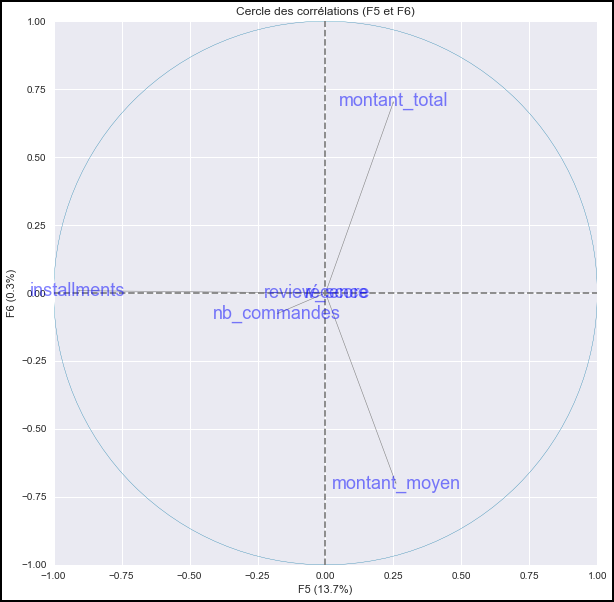 Cercle des corrélations (F5 et F6)
1.00
montant_total
0.75
0.50
0.25
installments
review_score
récence
0.00
nb_commandes
F6 (0.3%)
−0.25
−0.50
montant_moyen
−0.75
−1.00
−1.00 −0.75 −0.50 −0.25 0.00 0.25 0.50 0.75 1.00
F5 (13.7%)